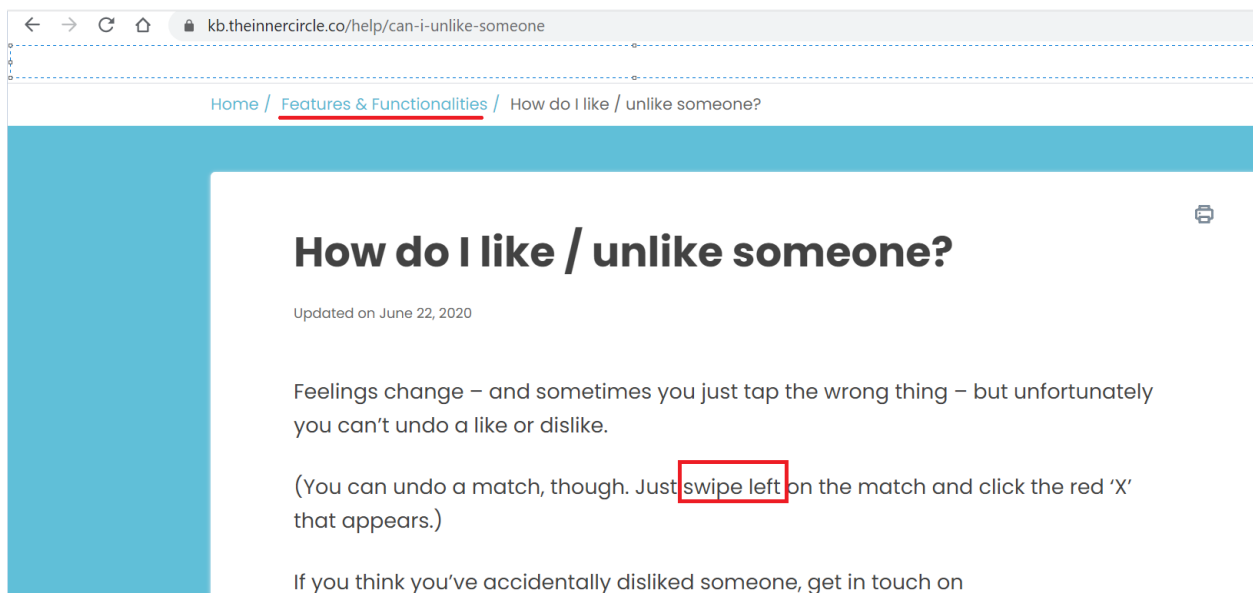 kb.theinnercircle.co/help/can-i-unlike-someone
Home / Features & Functionalities / How do I like / unlike someone?
How do I like / unlike someone?
Updated on June 22, 2020
Feelings change – and sometimes you just tap the wrong thing – but unfortunately
you can’t undo a like or dislike.
(You can undo a match, though. Just swipe left on the match and click the red ‘X’
that appears.)
If you think you’ve accidentally disliked someone, get in touch on